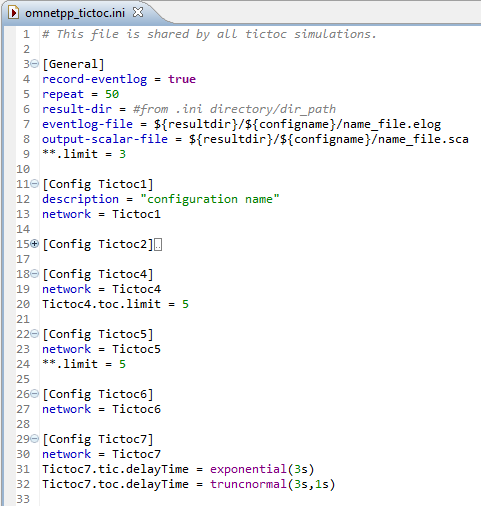 omnetpp_tictoc.ini
1 # This file is shared by all tictoc simulations.
2
3 [General]
4 record-eventlog = true
5 repeat = 50
6 result-dir = #from .ini directory/dir_path
7 eventlog-file = ${resultdir}/${configname}/name_file.elog
8 output-scalar-file = ${resultdir}/${configname}/name_file.sca
9 **.limit = 3
10
11 [Config Tictoc1]
12 description = "configuration name"
13 network = Tictoc1
14
15 [Config Tictoc2]
17
18 [Config Tictoc4]
19 network = Tictoc4
20 Tictoc4.toc.limit = 5
21
22 [Config Tictoc5]
23 network = Tictoc5
24 **.limit = 5
25
26 [Config Tictoc6]
27 network = Tictoc6
28
29 [Config Tictoc7]
30 network = Tictoc7
31 Tictoc7.tic.delayTime = exponential(3s)
32 Tictoc7.toc.delayTime = truncnormal(3s,1s)
33